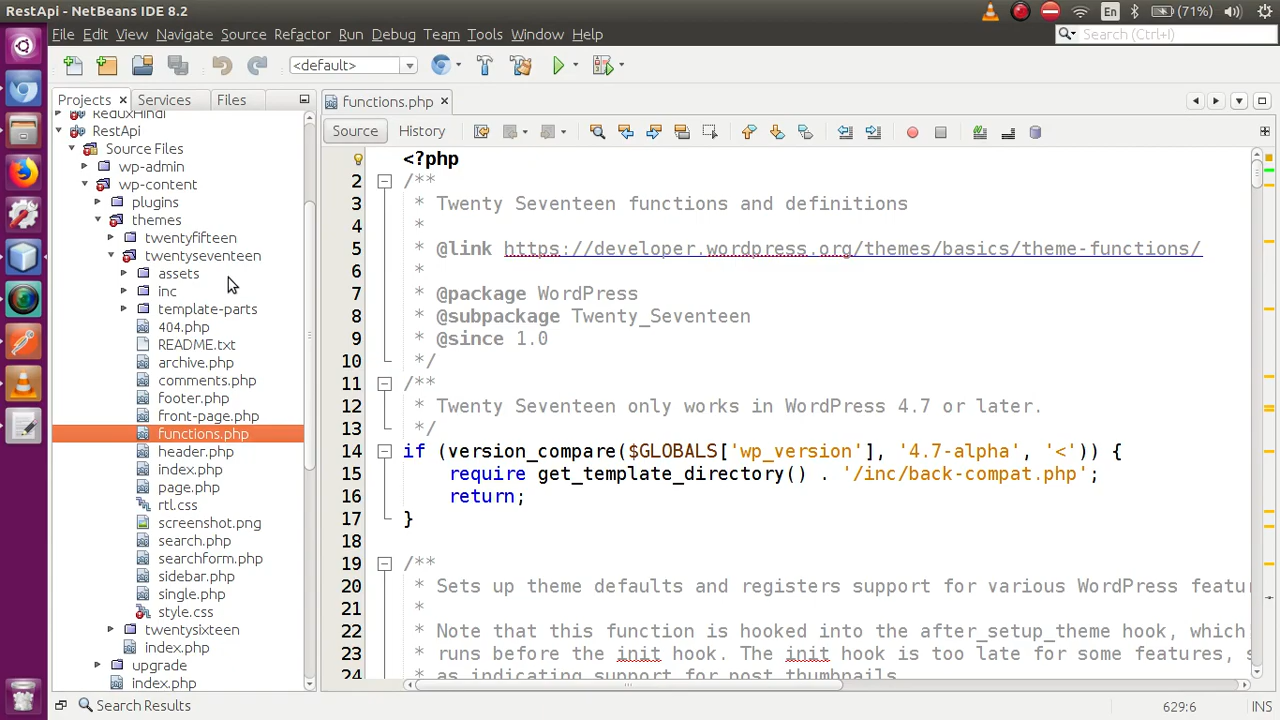 RestApi - NetBeans IDE 8.2
En
(71%)
File Edit View Navigate Source Refactor Run Debug Team Tools Window Help
Search (Ctrl+I)
<default>
Projects Services Files
functions.php
Source History
ReduxHindi
RestApi
Source Files
wp-admin
wp-content
plugins
themes
twentyfifteen
twentyseventeen
assets
inc
template-parts
404.php
README.txt
archive.php
comments.php
footer.php
front-page.php
functions.php
header.php
index.php
page.php
rtl.css
screenshot.png
search.php
searchform.php
sidebar.php
single.php
style.css
twentysixteen
index.php
upgrade
index.php
<?php
2 /**
3 * Twenty Seventeen functions and definitions
4 *
5 * @link https://developer.wordpress.org/themes/basics/theme-functions/
6 *
7 * @package WordPress
8 * @subpackage Twenty_Seventeen
9 * @since 1.0
10 */
11 /**
12 * Twenty Seventeen only works in WordPress 4.7 or later.
13 */
14 if (version_compare($GLOBALS['wp_version'], '4.7-alpha', '<')) {
15 require get_template_directory() . '/inc/back-compat.php';
16 return;
17 }
18
19 /**
20 * Sets up theme defaults and registers support for various WordPress featur
21 *
22 * Note that this function is hooked into the after_setup_theme hook, which
23 * runs before the init hook. The init hook is too late for some features, s
24 * as indicating support for post thumbnails
Search Results
629:6 INS